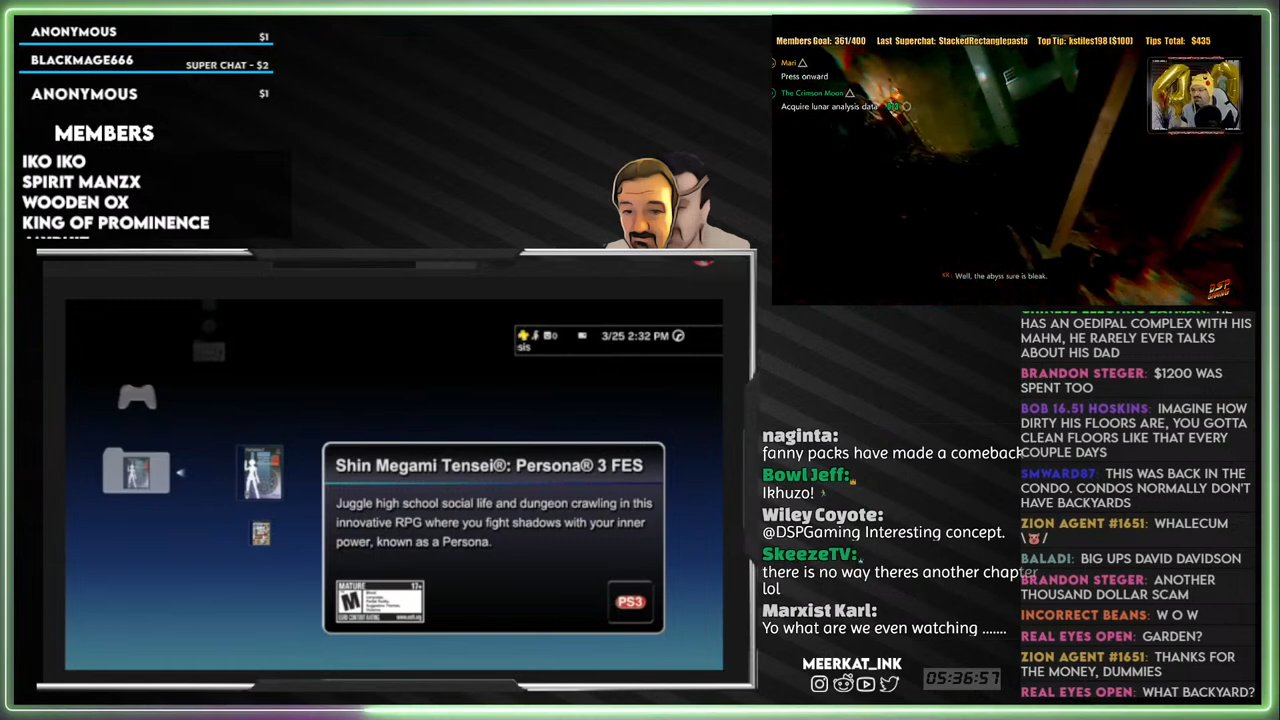 ANONYMOUS $1
BLACKMAGE666 SUPER CHAT - $2
ANONYMOUS $1
MEMBERS
IKO IKO
SPIRIT MANZX
WOODEN OX
KING OF PROMINENCE
Members Goal: 361/400 Last Superchat: StackedRectanglepasta Top Tip: kstiles198 ($100) Tips Total: $435
Mari
Press onward
The Crimson Moon
Acquire lunar analysis data
Well, the abyss sure is bleak.
DSP
GAMING
3/25 2:32 PM
sis
Shin Megami Tensei®: Persona® 3 FES
Juggle high school social life and dungeon crawling in this
innovative RPG where you fight shadows with your inner
power, known as a Persona.
MATURE 17+
M
PS3
naginta:
fanny packs have made a comeback
Bowl Jeff:
Ikhuzo!
Wiley Coyote:
@DSPGaming Interesting concept.
SkeezeTV:
there is no way theres another chapter
lol
Marxist Karl:
Yo what are we even watching .......
MEERKAT_INK
05:36:57
HAS AN OEDIPAL COMPLEX WITH HIS
MAHM, HE RARELY EVER TALKS
ABOUT HIS DAD
BRANDON STEGER: $1200 WAS
SPENT TOO
BOB 16.51 HOSKINS: IMAGINE HOW
DIRTY HIS FLOORS ARE, YOU GOTTA
CLEAN FLOORS LIKE THAT EVERY
COUPLE DAYS
SMWARD87: THIS WAS BACK IN THE
CONDO. CONDOS NORMALLY DON'T
HAVE BACKYARDS
ZION AGENT #1651: WHALECUM
\🐷/
BALADI: BIG UPS DAVID DAVIDSON
BRANDON STEGER: ANOTHER
THOUSAND DOLLAR SCAM
INCORRECT BEANS: W O W
REAL EYES OPEN: GARDEN?
ZION AGENT #1651: THANKS FOR
THE MONEY, DUMMIES
REAL EYES OPEN: WHAT BACKYARD?